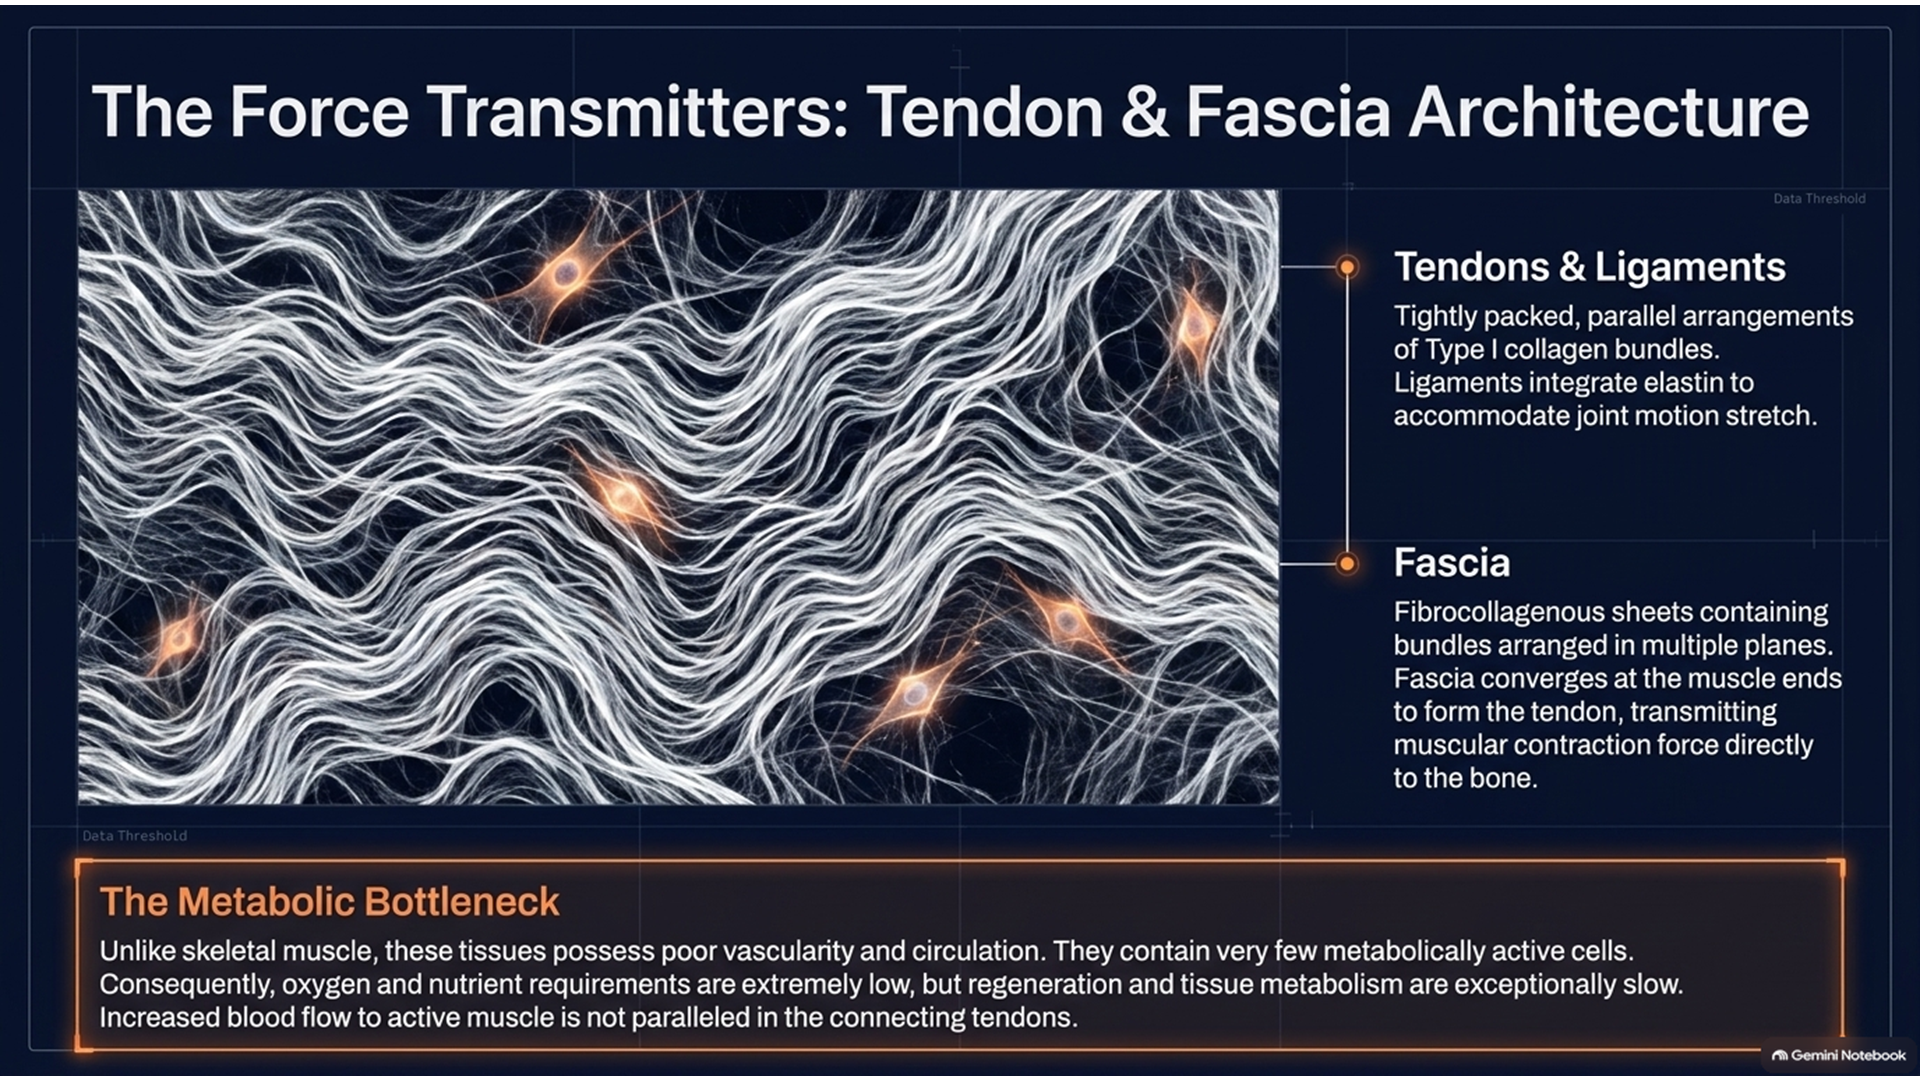 The Force Transmitters: Tendon & Fascia Architecture
Data Threshold
Tendons & Ligaments
Tightly packed, parallel arrangements
of Type I collagen bundles.
Ligaments integrate elastin to
accommodate joint motion stretch.
Fascia
Fibrocollagenous sheets containing
bundles arranged in multiple planes.
Fascia converges at the muscle ends
to form the tendon, transmitting
muscular contraction force directly
to the bone.
Data Threshold
The Metabolic Bottleneck
Unlike skeletal muscle, these tissues possess poor vascularity and circulation. They contain very few metabolically active cells.
Consequently, oxygen and nutrient requirements are extremely low, but regeneration and tissue metabolism are exceptionally slow.
Increased blood flow to active muscle is not paralleled in the connecting tendons.
Gemini Notebook